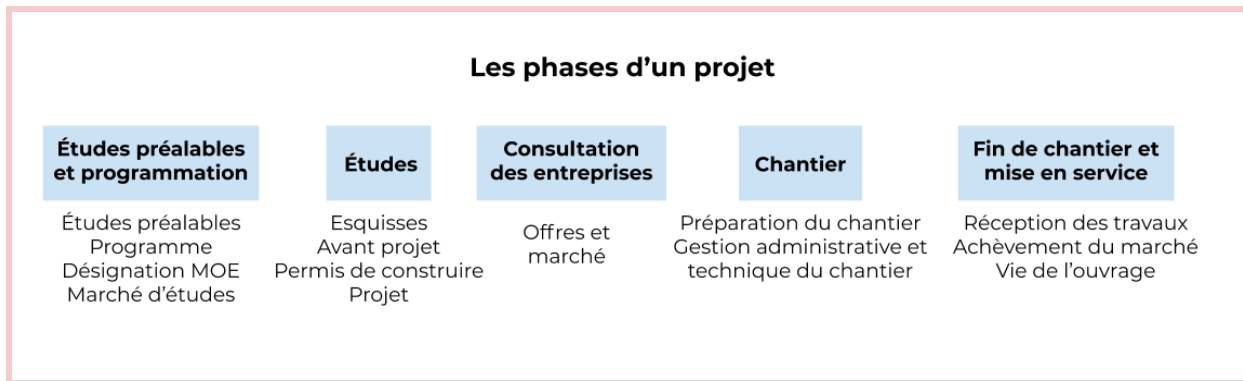 Les phases d’un projet
Études préalables
et programmation
Études préalables
Programme
Désignation MOE
Marché d’études
Études
Esquisses
Avant projet
Permis de construire
Projet
Consultation
des entreprises
Offres et
marché
Chantier
Préparation du chantier
Gestion administrative et
technique du chantier
Fin de chantier et
mise en service
Réception des travaux
Achèvement du marché
Vie de l’ouvrage